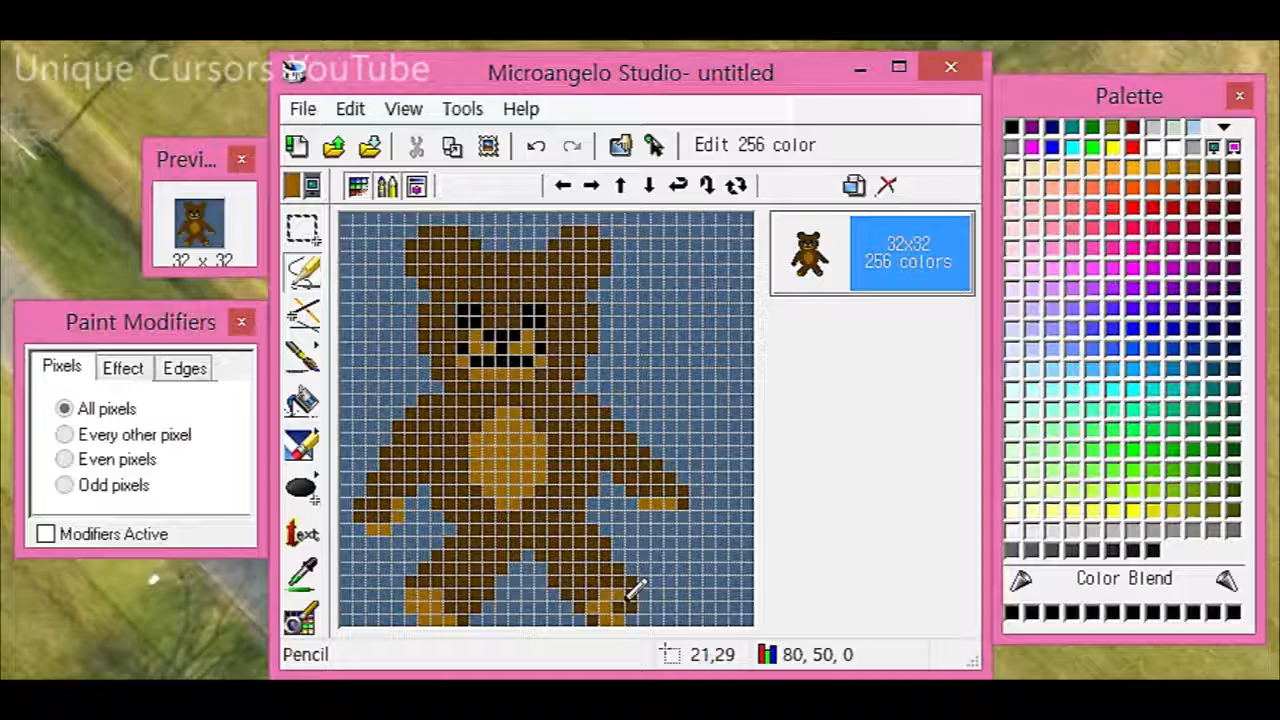 Unique Cursors YouTube
Microangelo Studio- untitled
File Edit View Tools Help
Edit 256 color
Previ...
32 x 32
Paint Modifiers
Pixels Effect Edges
All pixels
Every other pixel
Even pixels
Odd pixels
Modifiers Active
text
32x32
256 colors
Pencil
21,29
80, 50, 0
Palette
Color Blend